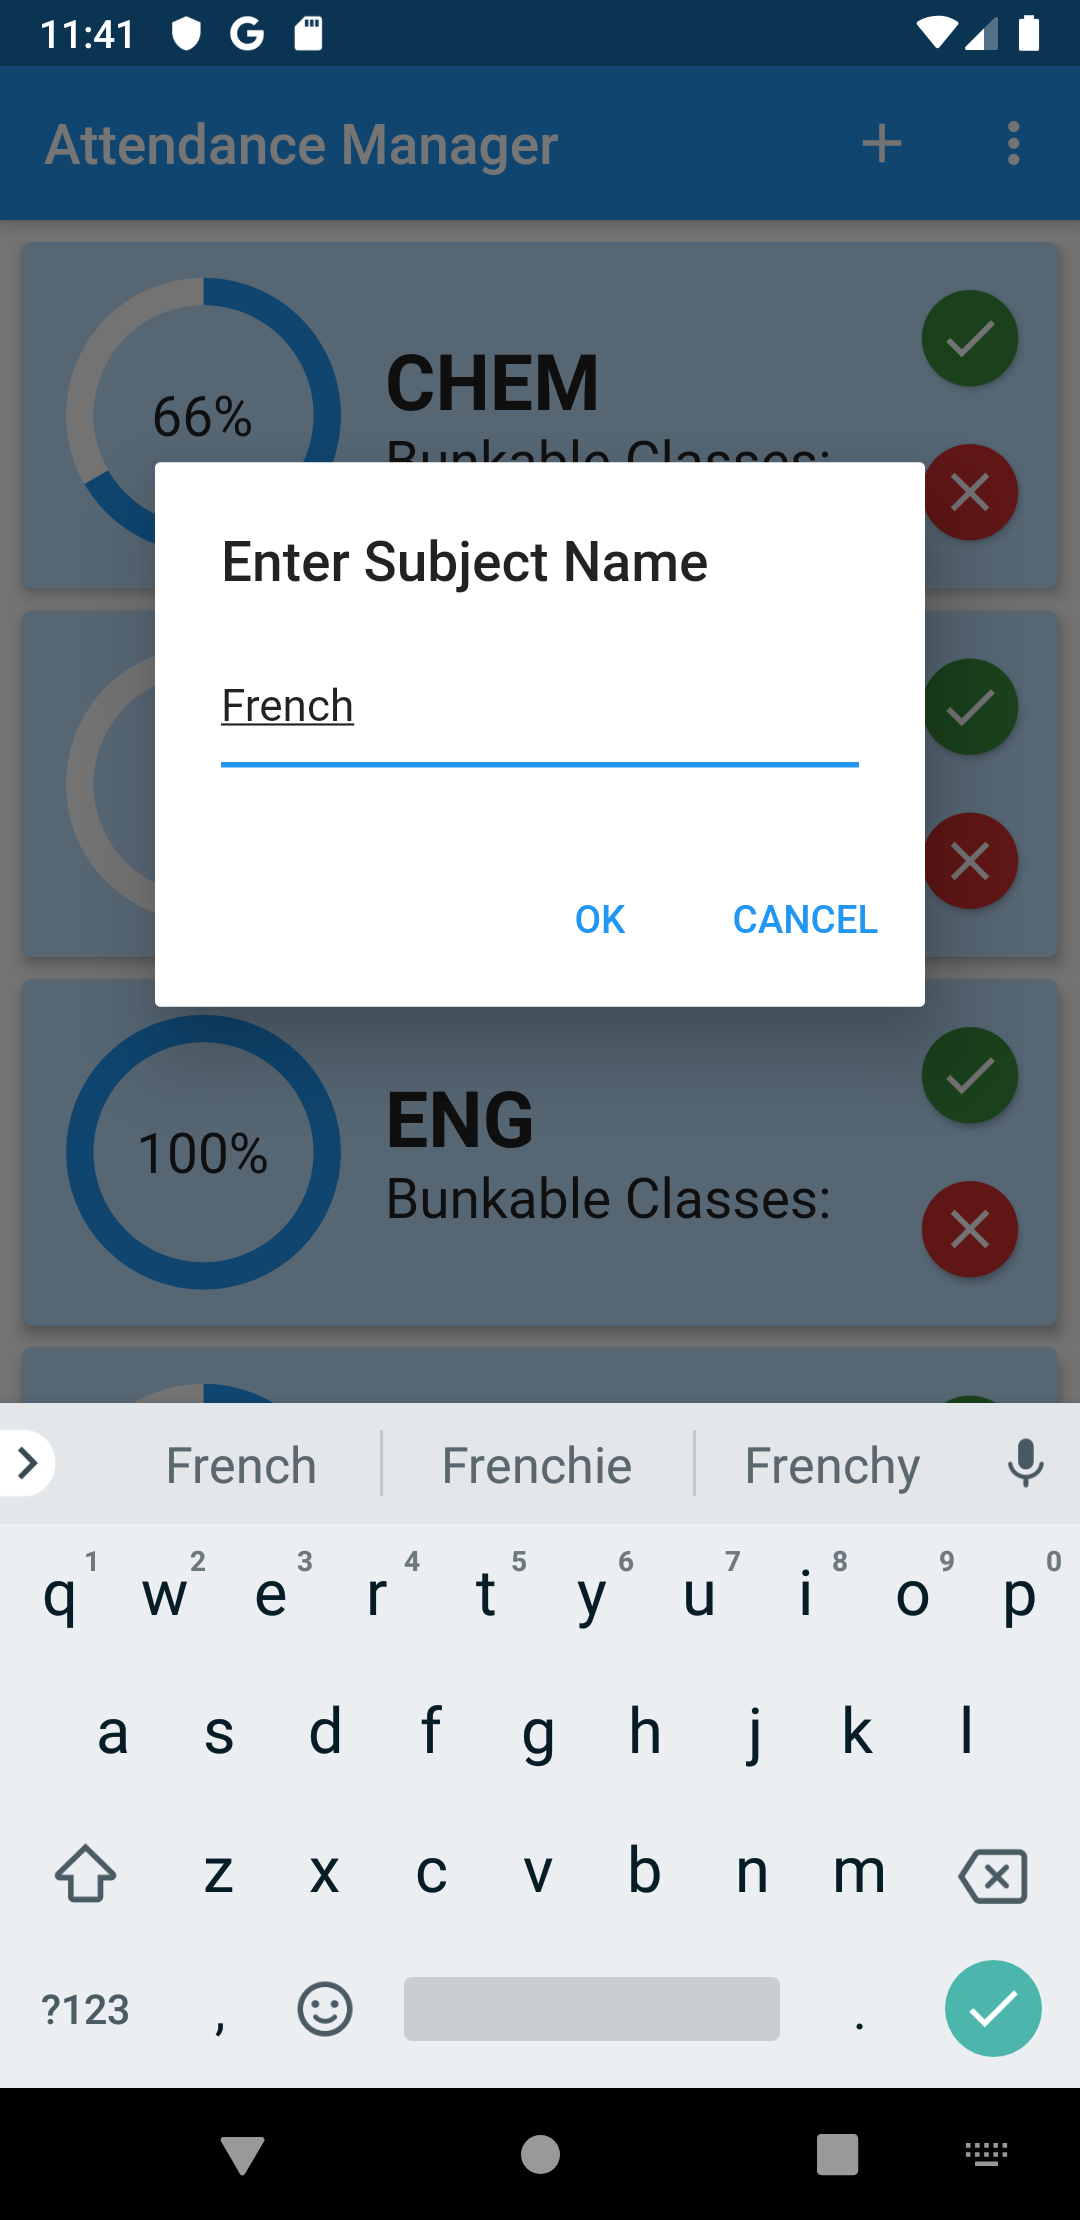 11:41
Attendance Manager
66%
CHEM
Bunkable Classes:
Enter Subject Name
French
OK CANCEL
100%
ENG
Bunkable Classes:
French Frenchie Frenchy
1 2 3 4 5 6 7 8 9 0
q w e r t y u i o p
a s d f g h j k l
z x c v b n m
?123 , .